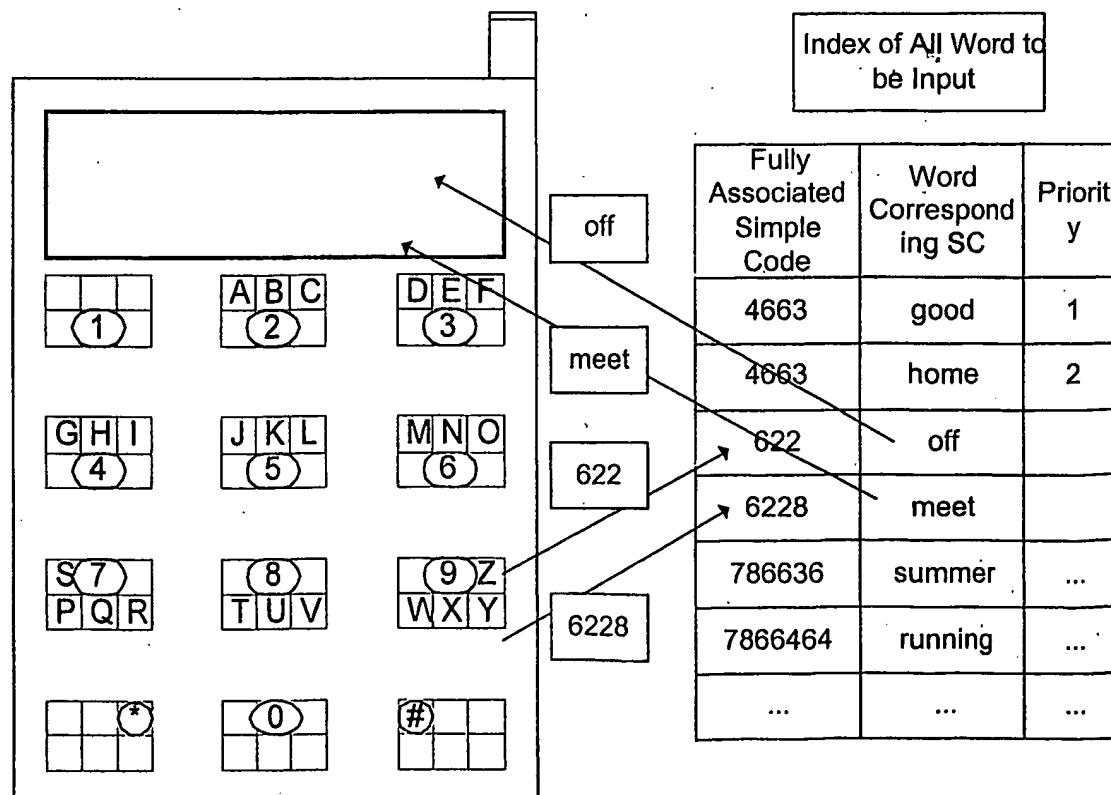 Index of All Word to
be Input
off
meet
622
6228
A B C
D E F
1
2
3
G H I
J K L
M N O
4
5
6
S 7
8
9 Z
P Q R
T U V
W X Y
*
0
#
Fully
Associated
Simple
Code
Word
Correspond
ing SC
Priorit
y
4663 good 1
4663 home 2
622 off
6228 meet
786636 summer ...
7866464 running ...
... ... ...